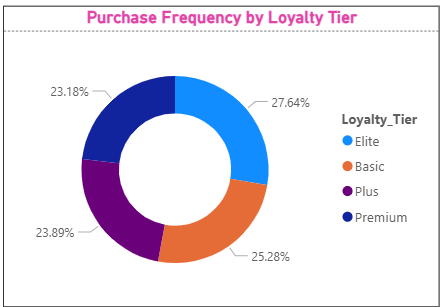 Purchase Frequency by Loyalty Tier
23.18%
27.64%
23.89%
25.28%
Loyalty_Tier
Elite
Basic
Plus
Premium